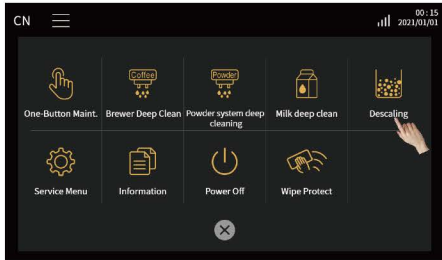 CN
00:15
2021/01/01
Coffee
Powder
One-Button Maint.
Brewer Deep Clean
Powder system deep
cleaning
Milk deep clean
Descaling
Service Menu
Information
Power Off
Wipe Protect